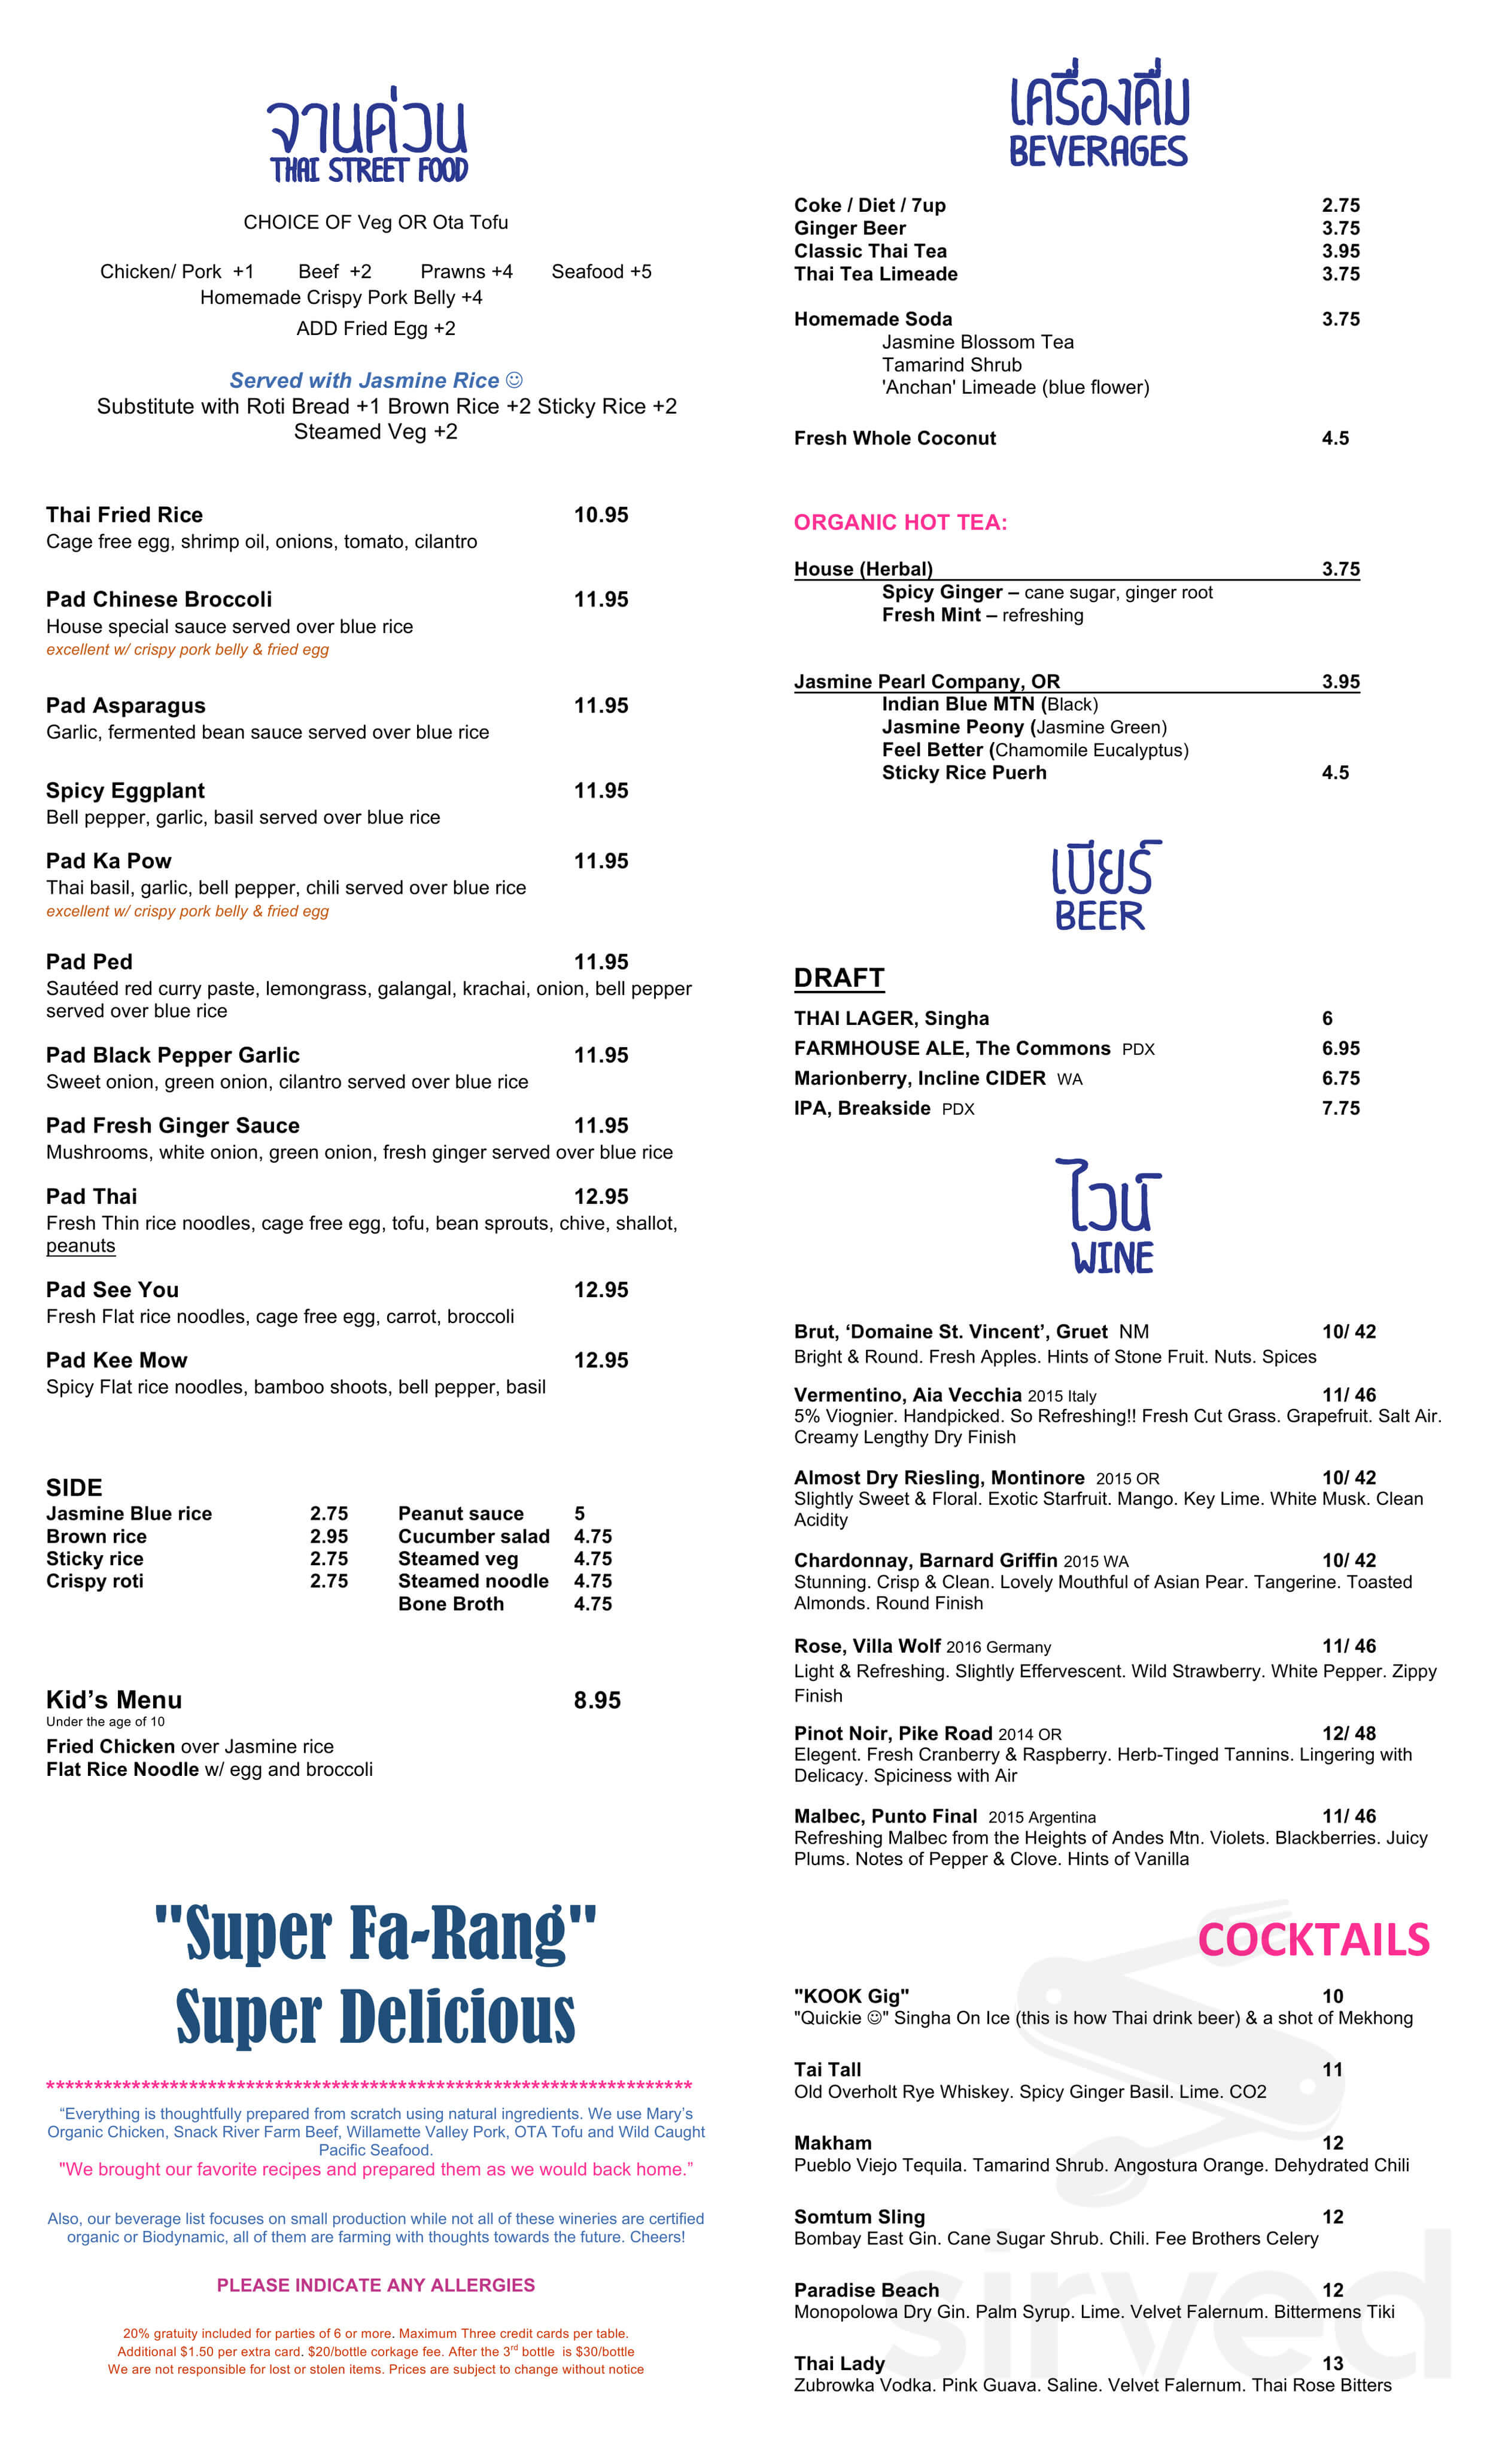 จานด่วน
THAI STREET FOOD
CHOICE OF Veg OR Ota Tofu
Chicken/ Pork +1 Beef +2 Prawns +4 Seafood +5
Homemade Crispy Pork Belly +4
ADD Fried Egg +2
Served with Jasmine Rice ☺
Substitute with Roti Bread +1 Brown Rice +2 Sticky Rice +2
Steamed Veg +2
Thai Fried Rice 10.95
Cage free egg, shrimp oil, onions, tomato, cilantro
Pad Chinese Broccoli 11.95
House special sauce served over blue rice
excellent w/ crispy pork belly & fried egg
Pad Asparagus 11.95
Garlic, fermented bean sauce served over blue rice
Spicy Eggplant 11.95
Bell pepper, garlic, basil served over blue rice
Pad Ka Pow 11.95
Thai basil, garlic, bell pepper, chili served over blue rice
excellent w/ crispy pork belly & fried egg
Pad Ped 11.95
Sautéed red curry paste, lemongrass, galangal, krachai, onion, bell pepper
served over blue rice
Pad Black Pepper Garlic 11.95
Sweet onion, green onion, cilantro served over blue rice
Pad Fresh Ginger Sauce 11.95
Mushrooms, white onion, green onion, fresh ginger served over blue rice
Pad Thai 12.95
Fresh Thin rice noodles, cage free egg, tofu, bean sprouts, chive, shallot,
peanuts
Pad See You 12.95
Fresh Flat rice noodles, cage free egg, carrot, broccoli
Pad Kee Mow 12.95
Spicy Flat rice noodles, bamboo shoots, bell pepper, basil
SIDE
Jasmine Blue rice 2.75 Peanut sauce 5
Brown rice 2.95 Cucumber salad 4.75
Sticky rice 2.75 Steamed veg 4.75
Crispy roti 2.75 Steamed noodle 4.75
Bone Broth 4.75
Kid’s Menu 8.95
Under the age of 10
Fried Chicken over Jasmine rice
Flat Rice Noodle w/ egg and broccoli
"Super Fa-Rang"
Super Delicious
********************************************************************
“Everything is thoughtfully prepared from scratch using natural ingredients. We use Mary’s
Organic Chicken, Snack River Farm Beef, Willamette Valley Pork, OTA Tofu and Wild Caught
Pacific Seafood.
"We brought our favorite recipes and prepared them as we would back home.”
Also, our beverage list focuses on small production while not all of these wineries are certified
organic or Biodynamic, all of them are farming with thoughts towards the future. Cheers!
PLEASE INDICATE ANY ALLERGIES
20% gratuity included for parties of 6 or more. Maximum Three credit cards per table.
Additional $1.50 per extra card. $20/bottle corkage fee. After the 3rd bottle is $30/bottle
We are not responsible for lost or stolen items. Prices are subject to change without notice
เครื่องดื่ม
BEVERAGES
Coke / Diet / 7up 2.75
Ginger Beer 3.75
Classic Thai Tea 3.95
Thai Tea Limeade 3.75
Homemade Soda 3.75
Jasmine Blossom Tea
Tamarind Shrub
'Anchan' Limeade (blue flower)
Fresh Whole Coconut 4.5
ORGANIC HOT TEA:
House (Herbal) 3.75
Spicy Ginger – cane sugar, ginger root
Fresh Mint – refreshing
Jasmine Pearl Company, OR 3.95
Indian Blue MTN (Black)
Jasmine Peony (Jasmine Green)
Feel Better (Chamomile Eucalyptus)
Sticky Rice Puerh 4.5
เบียร์
BEER
DRAFT
THAI LAGER, Singha 6
FARMHOUSE ALE, The Commons PDX 6.95
Marionberry, Incline CIDER WA 6.75
IPA, Breakside PDX 7.75
ไวน์
WINE
Brut, ‘Domaine St. Vincent’, Gruet NM 10/ 42
Bright & Round. Fresh Apples. Hints of Stone Fruit. Nuts. Spices
Vermentino, Aia Vecchia 2015 Italy 11/ 46
5% Viognier. Handpicked. So Refreshing!! Fresh Cut Grass. Grapefruit. Salt Air.
Creamy Lengthy Dry Finish
Almost Dry Riesling, Montinore 2015 OR 10/ 42
Slightly Sweet & Floral. Exotic Starfruit. Mango. Key Lime. White Musk. Clean
Acidity
Chardonnay, Barnard Griffin 2015 WA 10/ 42
Stunning. Crisp & Clean. Lovely Mouthful of Asian Pear. Tangerine. Toasted
Almonds. Round Finish
Rose, Villa Wolf 2016 Germany 11/ 46
Light & Refreshing. Slightly Effervescent. Wild Strawberry. White Pepper. Zippy
Finish
Pinot Noir, Pike Road 2014 OR 12/ 48
Elegent. Fresh Cranberry & Raspberry. Herb-Tinged Tannins. Lingering with
Delicacy. Spiciness with Air
Malbec, Punto Final 2015 Argentina 11/ 46
Refreshing Malbec from the Heights of Andes Mtn. Violets. Blackberries. Juicy
Plums. Notes of Pepper & Clove. Hints of Vanilla
COCKTAILS
"KOOK Gig" 10
"Quickie ☺" Singha On Ice (this is how Thai drink beer) & a shot of Mekhong
Tai Tall 11
Old Overholt Rye Whiskey. Spicy Ginger Basil. Lime. CO2
Makham 12
Pueblo Viejo Tequila. Tamarind Shrub. Angostura Orange. Dehydrated Chili
Somtum Sling 12
Bombay East Gin. Cane Sugar Shrub. Chili. Fee Brothers Celery
Paradise Beach 12
Monopolowa Dry Gin. Palm Syrup. Lime. Velvet Falernum. Bittermens Tiki
Thai Lady 13
Zubrowka Vodka. Pink Guava. Saline. Velvet Falernum. Thai Rose Bitters
sirved